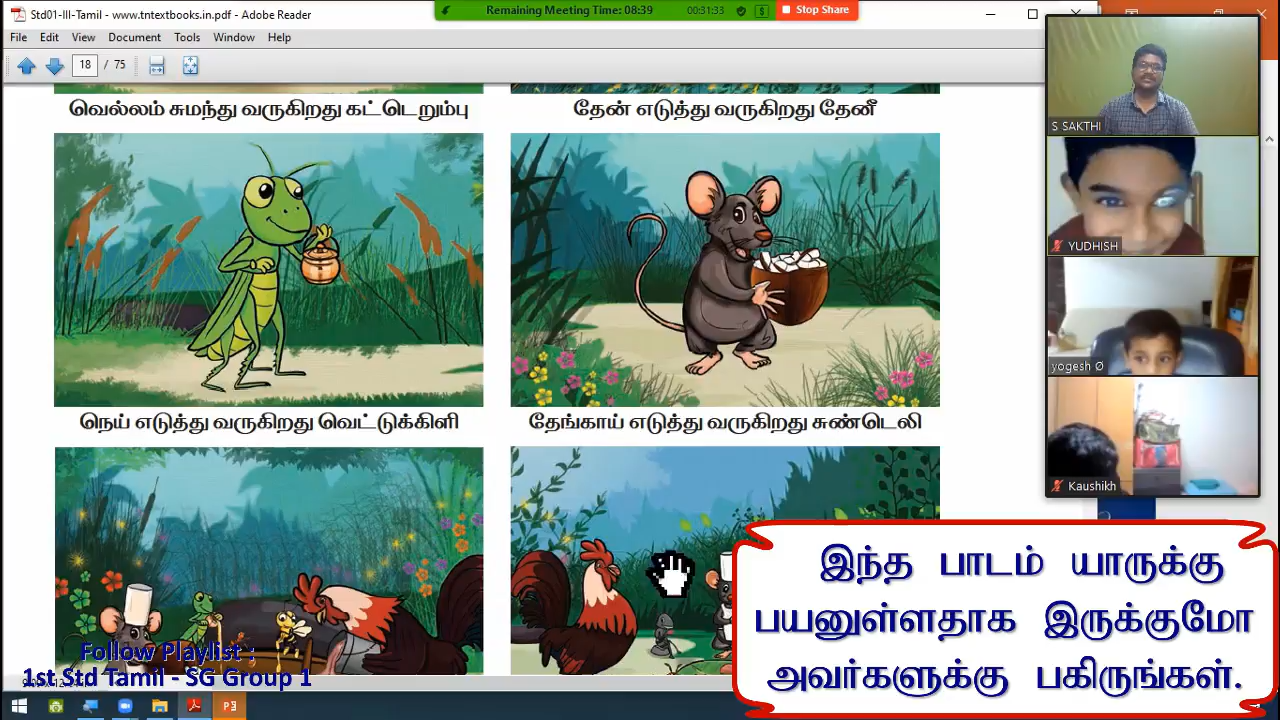 Std01-III-Tamil - www.tntextbooks.in.pdf - Adobe Reader
Remaining Meeting Time: 08:39
00:31:33
Stop Share
File Edit View Document Tools Window Help
18 / 75
வெல்லம் சுமந்து வருகிறது கட்டெறும்பு
தேன் எடுத்து வருகிறது தேனீ
நெய் எடுத்து வருகிறது வெட்டுக்கிளி
தேங்காய் எடுத்து வருகிறது சுண்டெலி
S SAKTHI
YUDHISH
yogesh
Kaushikh
இந்த பாடம் யாருக்கு
பயனுள்ளதாக இருக்குமோ
அவர்களுக்கு பகிருங்கள்.
Follow Playlist :
1st Std Tamil - SG Group 1